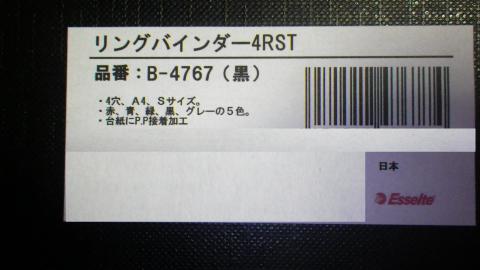 リングバインダー4RST
品番：B-4767（黒）
・4穴、A4、Sサイズ。
・赤、青、緑、黒、グレーの5色。
・台紙にP.P接着加工
日本
Esselte